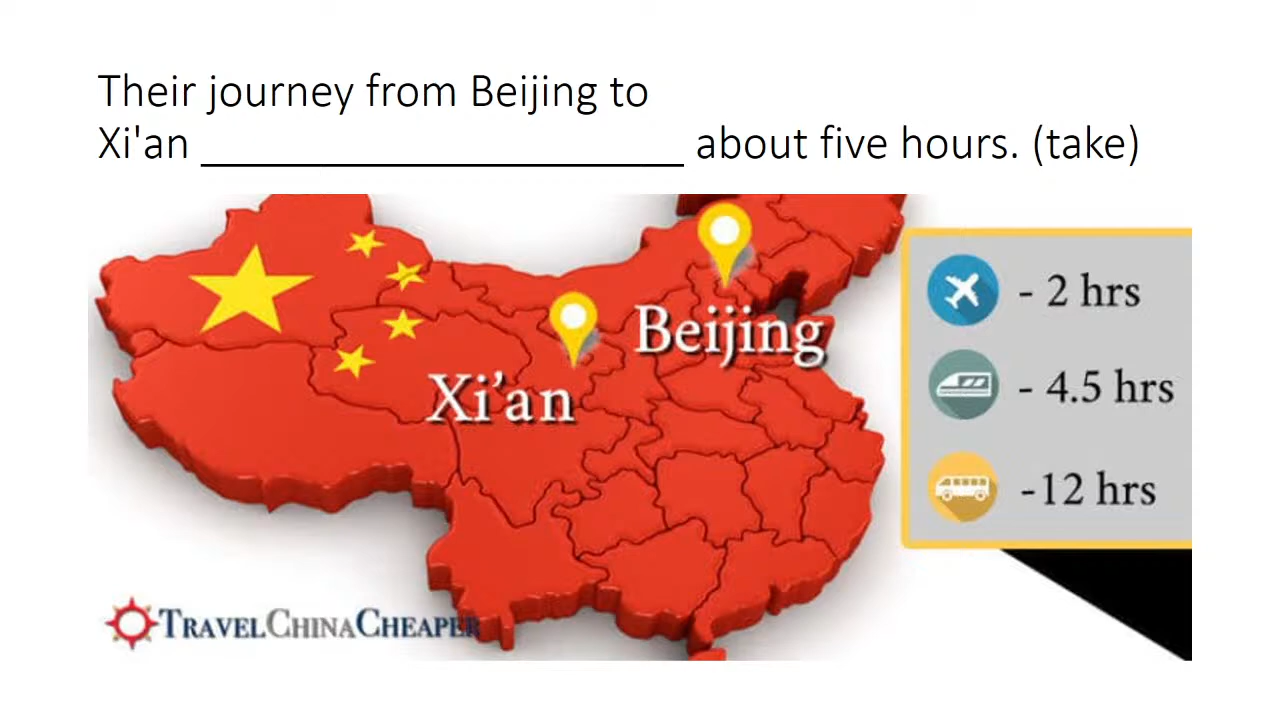 Their journey from Beijing to
Xi'an ____________________ about five hours. (take)
Beijing
Xi’an
- 2 hrs
- 4.5 hrs
-12 hrs
TRAVELCHINACHEAPER